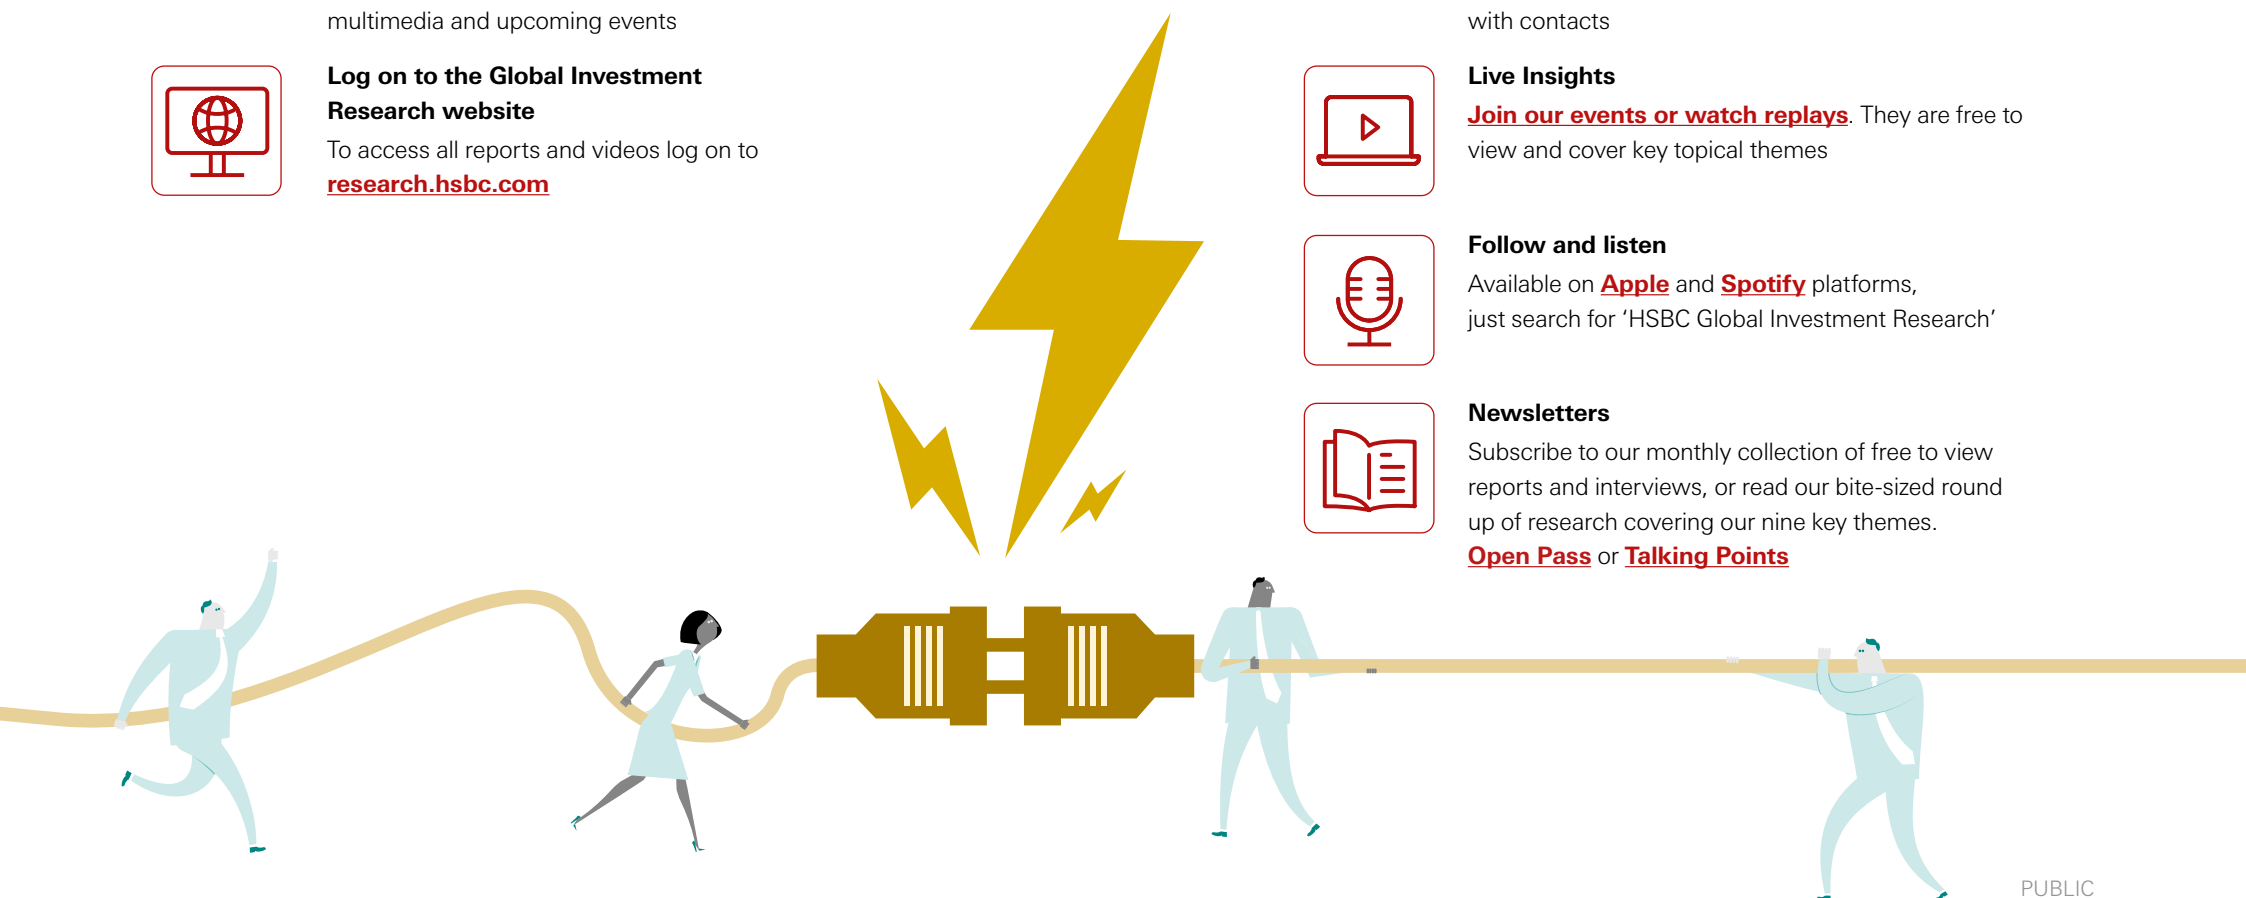 multimedia and upcoming events
Log on to the Global Investment
Research website
To access all reports and videos log on to
research.hsbc.com
with contacts
Live Insights
Join our events or watch replays. They are free to
view and cover key topical themes
Follow and listen
Available on Apple and Spotify platforms,
just search for ‘HSBC Global Investment Research’
Newsletters
Subscribe to our monthly collection of free to view
reports and interviews, or read our bite-sized round
up of research covering our nine key themes.
Open Pass or Talking Points
PUBLIC